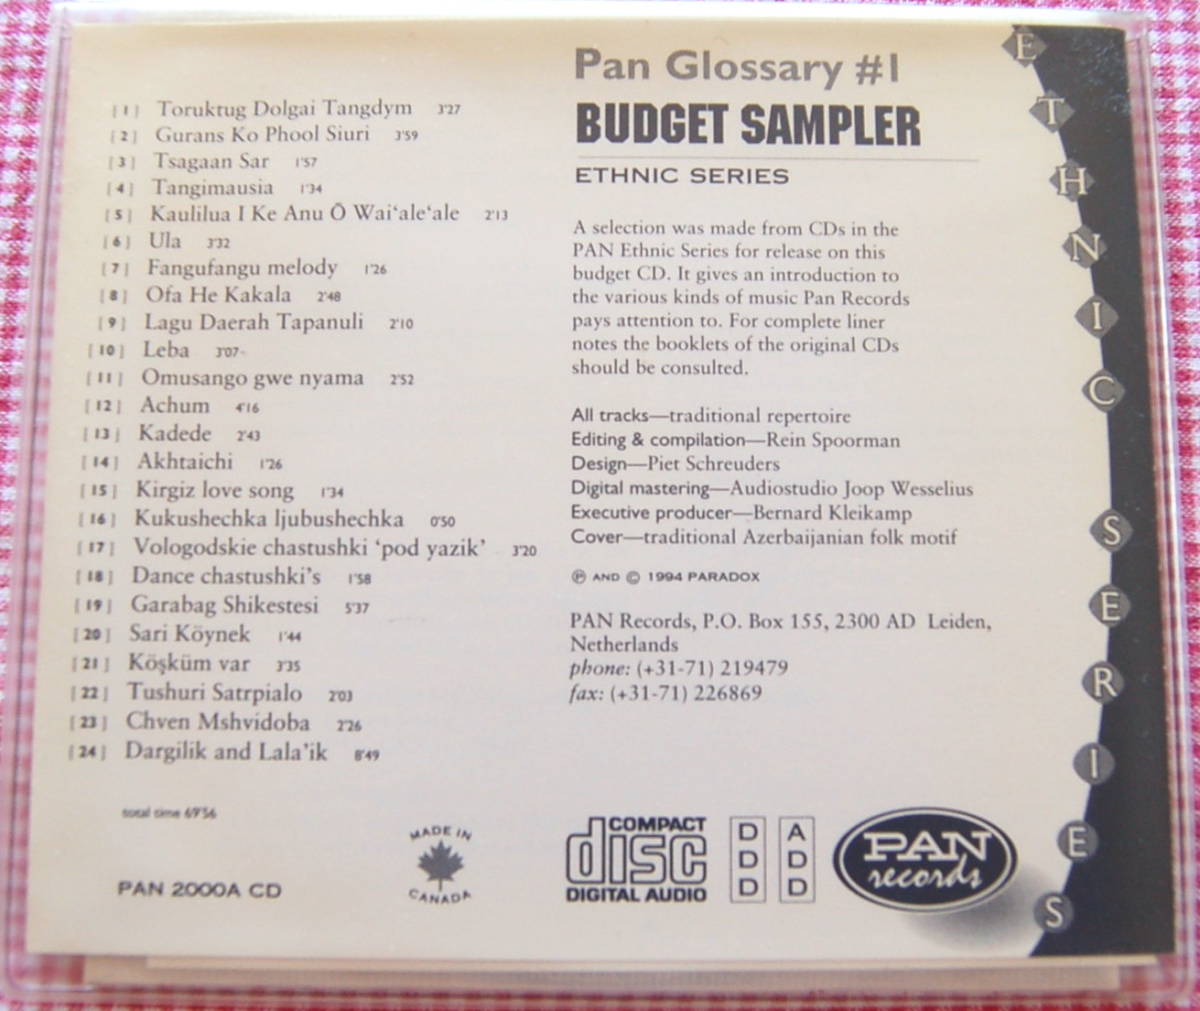 [1] Toruktug Dolgai Tangdym 3'27
[2] Gurans Ko Phool Siuri 3'59
[3] Tsagaan Sar 1'57
[4] Tangimausia 1'34
[5] Kaulilua I Ke Anu Ō Wai'ale'ale 2'13
[6] Ula 3'32
[7] Fangufangu melody 1'26
[8] Ofa He Kakala 2'48
[9] Lagu Daerah Tapanuli 2'10
[10] Leba 3'07
[11] Omusango gwe nyama 2'52
[12] Achum 4'16
[13] Kadede 2'43
[14] Akhtaichi 1'26
[15] Kirgiz love song 1'34
[16] Kukushechka ljubushechka 0'50
[17] Vologodskie chastushki 'pod yazik' 3'20
[18] Dance chastushki's 1'58
[19] Garabag Shikestesi 5'37
[20] Sari Köynek 1'44
[21] Köşküm var 3'35
[22] Tushuri Satrpialo 2'03
[23] Chven Mshvidoba 2'26
[24] Dargilik and Lala'ik 8'49
total time 69'56
PAN 2000A CD
MADE IN
CANADA
Pan Glossary #1
BUDGET SAMPLER
ETHNIC SERIES
A selection was made from CDs in the
PAN Ethnic Series for release on this
budget CD. It gives an introduction to
the various kinds of music Pan Records
pays attention to. For complete liner
notes the booklets of the original CDs
should be consulted.
All tracks—traditional repertoire
Editing & compilation—Rein Spoorman
Design—Piet Schreuders
Digital mastering—Audiostudio Joop Wesselius
Executive producer—Bernard Kleikamp
Cover—traditional Azerbaijanian folk motif
℗ AND © 1994 PARADOX
PAN Records, P.O. Box 155, 2300 AD Leiden,
Netherlands
phone: (+31-71) 219479
fax: (+31-71) 226869
COMPACT
disc
DIGITAL AUDIO
DDD
ADD
PAN
records
ETHNIC SERIES